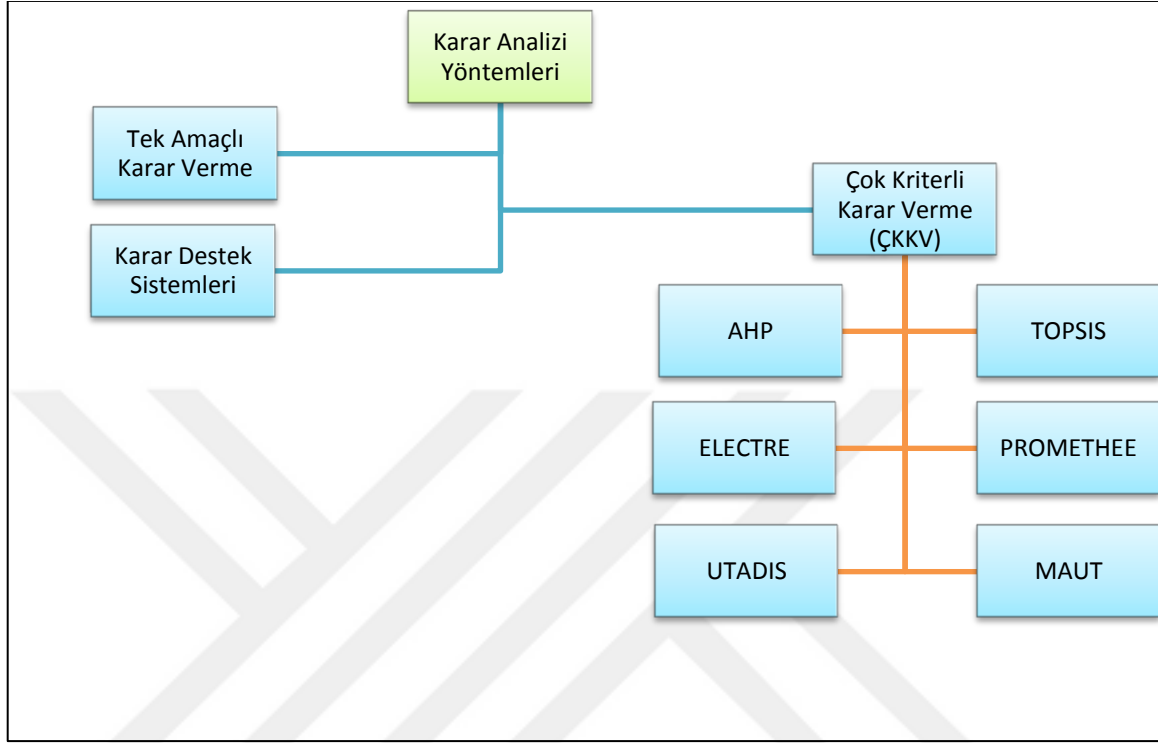 Karar Analizi
Yöntemleri
Tek Amaçlı
Karar Verme
Karar Destek
Sistemleri
Çok Kriterli
Karar Verme
(ÇKKV)
AHP
TOPSIS
ELECTRE
PROMETHEE
UTADIS
MAUT